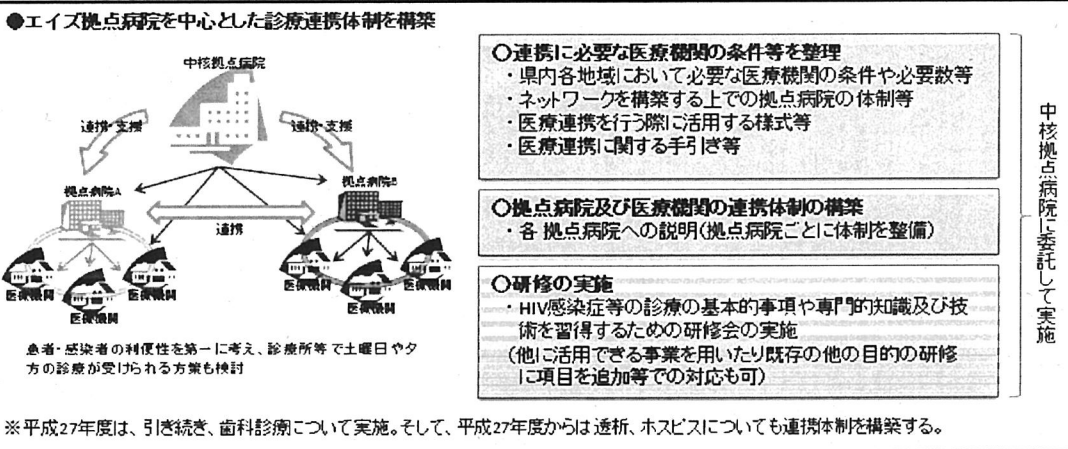 ●エイズ拠点病院を中心とした診療連携体制を構築
中核拠点病院
連携・支援
連携・支援
拠点病院A
拠点病院B
連携
医療機関
医療機関
医療機関
医療機関
医療機関
医療機関
患者・感染者の利便性を第一に考え、診療所等で土曜日や夕
方の診療が受けられる方策も検討
○連携に必要な医療機関の条件等を整理
・県内各地域において必要な医療機関の条件や必要数等
・ネットワークを構築する上での拠点病院の体制等
・医療連携を行う際に活用する様式等
・医療連携に関する手引き等
○拠点病院及び医療機関の連携体制の構築
・各 拠点病院への説明(拠点病院ごとに体制を整備)
○研修の実施
・HIV感染症等の診療の基本的事項や専門的知識及び技
術を習得するための研修会の実施
(他に活用できる事業を用いたり既存の他の目的の研修
に項目を追加等での対応も可)
中核拠点病院に委託して実施
※平成27年度は、引き続き、歯科診療について実施。そして、平成27年度からは透析、ホスピスについても連携体制を構築する。